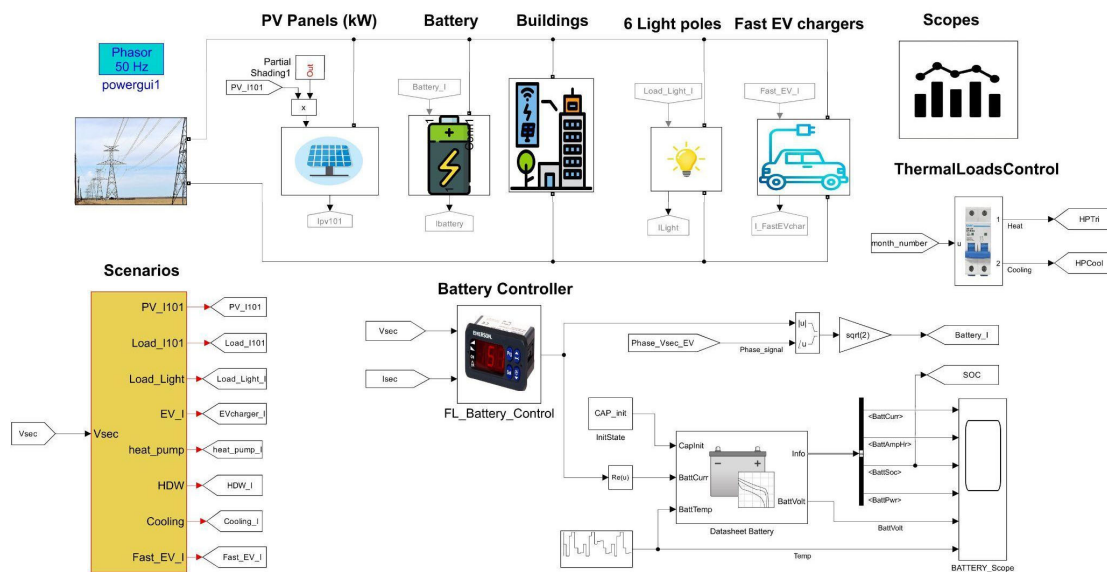 PV Panels (kW)
Battery
Buildings
6 Light poles
Fast EV chargers
Scopes
Phasor
50 Hz
powergui1
Partial
Shading1
Out
PV_I101
x
Battery_I
Load_Light_I
Fast_EV_I
Conn1
1
Ipv101
Ibattery
ILight
I_FastEVchar
ThermalLoadsControl
month_number
u
1
Heat
HPTri
2
Cooling
HPCool
Scenarios
Vsec
Vsec
PV_I101
PV_I101
Load_I101
Load_I101
Load_Light
Load_Light_I
EV_I
EVcharger_I
heat_pump
heat_pump_I
HDW
HDW_I
Cooling
Cooling_I
Fast_EV_I
Fast_EV_I
Battery Controller
Vsec
Isec
EMERSON
FL_Battery_Control
Phase_Vsec_EV
Phase_signal
|u|
/u
sqrt(2)
Battery_I
SOC
CAP_init
InitState
Re(u)
CapInit
BattCurr
BattTemp
Info
BattVolt
Datasheet Battery
<BattCurr>
<BattAmpHr>
<BattSoc>
<BattPwr>
BattVolt
Temp
BATTERY_Scope